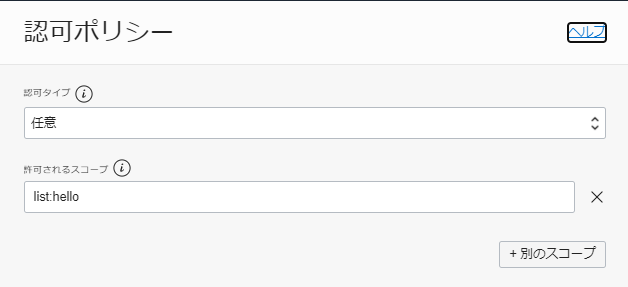 認可ポリシー
ヘルプ
認可タイプ
任意
許可されるスコープ
list:hello
+ 別のスコープ